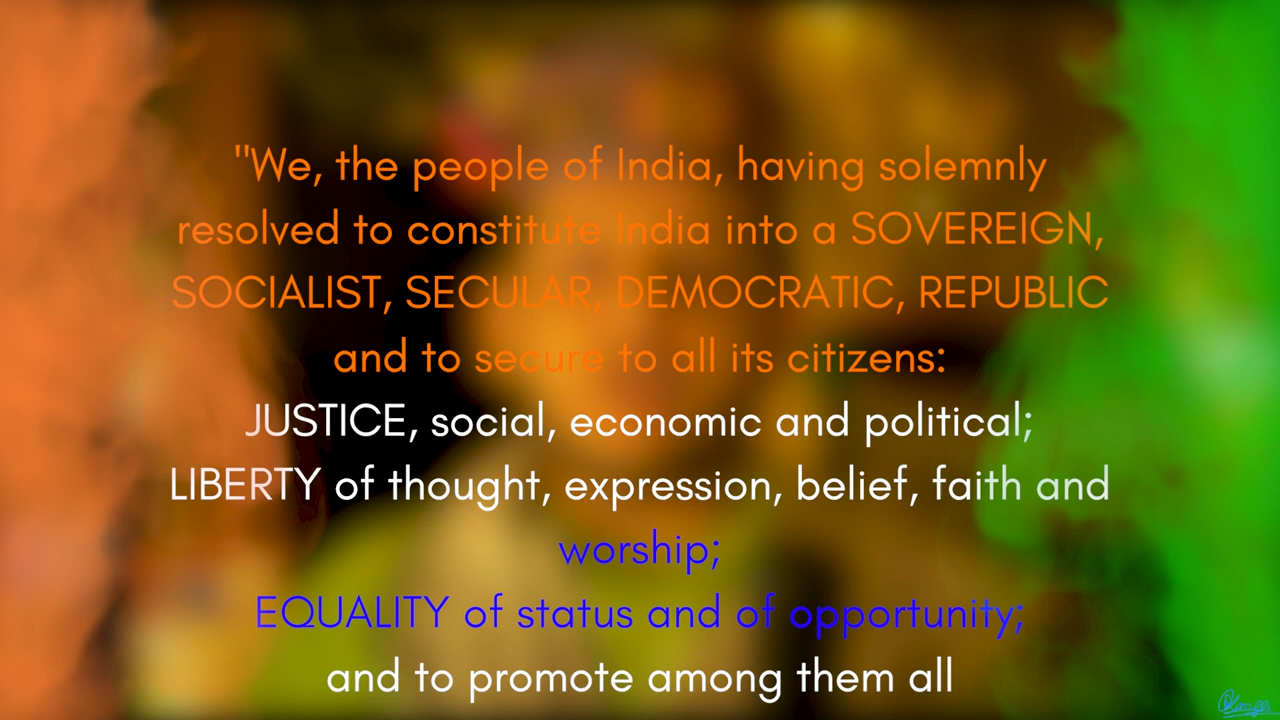 "We, the people of India, having solemnly
resolved to constitute India into a SOVEREIGN,
SOCIALIST, SECULAR, DEMOCRATIC, REPUBLIC
and to secure to all its citizens:
JUSTICE, social, economic and political;
LIBERTY of thought, expression, belief, faith and
worship;
EQUALITY of status and of opportunity;
and to promote among them all